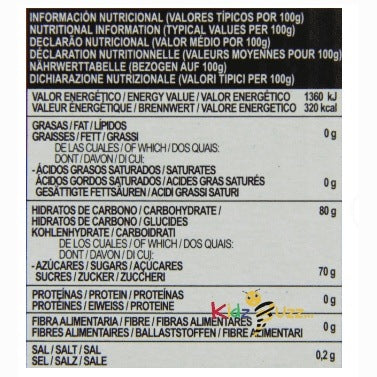 INFORMACIÓN NUTRICIONAL (VALORES TÍPICOS POR 100g)
NUTRITIONAL INFORMATION (TYPICAL VALUES PER 100g)
DECLARAO NUTRICIONAL (VALOR MÉDIO POR 100g)
DÉCLARATION NUTRITIONNELLE (VALEURS MOYENNES POUR 100g)
NÄHRWERTTABELLE (BEZOGEN AUF 100g)
DICHIARAZIONE NUTRIZIONALE (VALORI TIPICI PER 100g)
VALOR ENERGÉTICO / ENERGY VALUE / VALOR ENERGÉTICO 1360 kJ
VALEUR ENERGETIQUE / BRENNWERT / VALORE ENERGETICO 320 kcal
GRASAS / FAT / LÍPIDOS 0 g
GRAISSES / FETT / GRASSI
DE LAS CUALES / OF WHICH / DOS QUAIS:
DONT / DAVON / DI CUI:
-ÁCIDOS GRASOS SATURADOS / SATURATES
ÁCIDOS GORDOS SATURADOS / ACIDES GRAS SATURÉS 0 g
GESÄTTIGTE FETTSÄUREN / ACIDI GRASSI SATURI
HIDRATOS DE CARBONO / CARBOHYDRATE / 80 g
HIDRATOS DE CARBONO / GLUCIDES
KOHLENHYDRATE / CARBOIDRATI
DE LOS CUALES / OF WHICH / DOS QUAIS:
DONT / DAVON / DI CUI:
-AZÚCARES / SUGARS / AÇÚCARES 70 g
SUCRES / ZUCKER / ZUCCHERI
PROTEÍNAS / PROTEIN / PROTEÍNAS 0 g
PROTÉINES / EIWEISS / PROTEINE
Kidz Uzz...
FIBRA ALIMENTARIA / FIBRE / FIBRAS ALIMENTARES 0 g
FIBRES ALIMENTAIRES / BALLASTSTOFFEN / FIBRE ALIMENTARI
SAL / SALT / SAL 0,2 g
SEL / SALZ / SALE